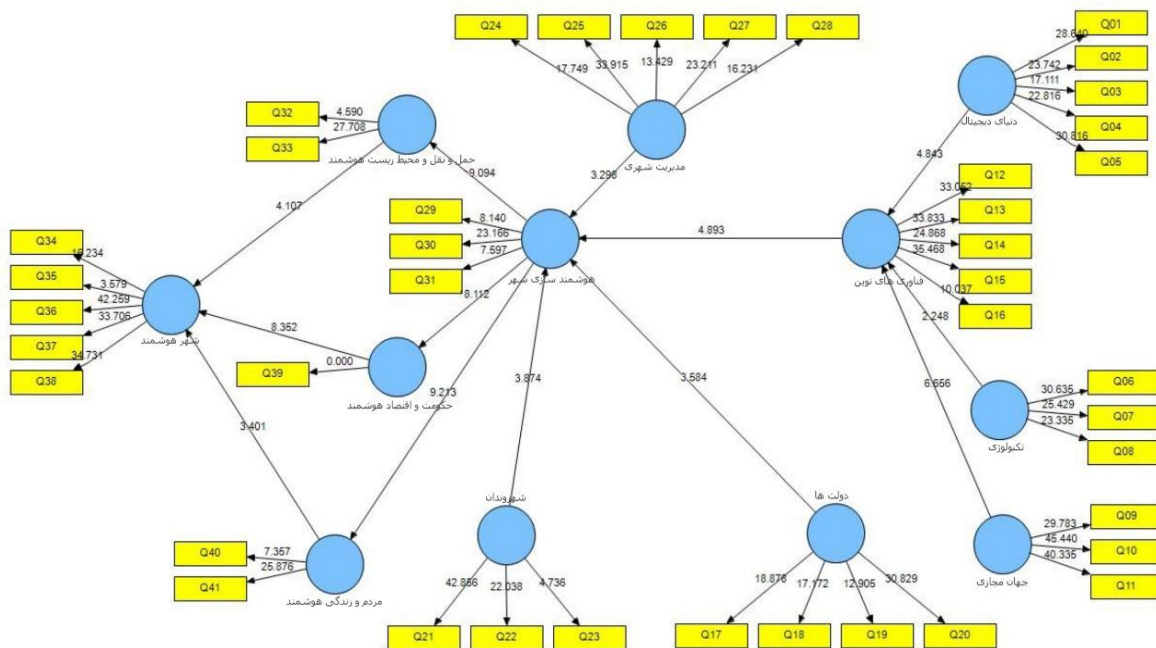 Q24
Q25
Q26
Q27
Q28
17.749
33.915
13.429
23.211
16.231
مدیریت شهری
3.298
Q01
Q02
Q03
Q04
Q05
28.640
23.742
17.111
22.816
30.816
دنیای دیجیتال
4.843
Q32
Q33
4.590
27.708
حمل و نقل و محیط زیست هوشمند
9.094
4.107
Q12
Q13
Q14
Q15
Q16
33.052
33.833
24.868
35.468
10.037
فناوری های نوین
4.893
Q29
Q30
Q31
8.140
23.166
7.597
هوشمند سازی شهر
8.112
Q34
Q35
Q36
Q37
Q38
3.579
42.259
33.706
34.731
شهر هوشمند
8.352
Q39
0.000
حکومت و اقتصاد هوشمند
9.213
3.874
3.584
2.248
6.656
3.401
Q06
Q07
Q08
30.635
25.429
23.335
تکنولوژی
Q09
Q10
Q11
29.783
45.440
40.335
جهان مجازی
شهروندان
42.856
22.038
4.736
Q21
Q22
Q23
دولت ها
18.876
17.172
12.905
30.829
Q17
Q18
Q19
Q20
Q40
Q41
7.357
25.876
مردم و زندگی هوشمند